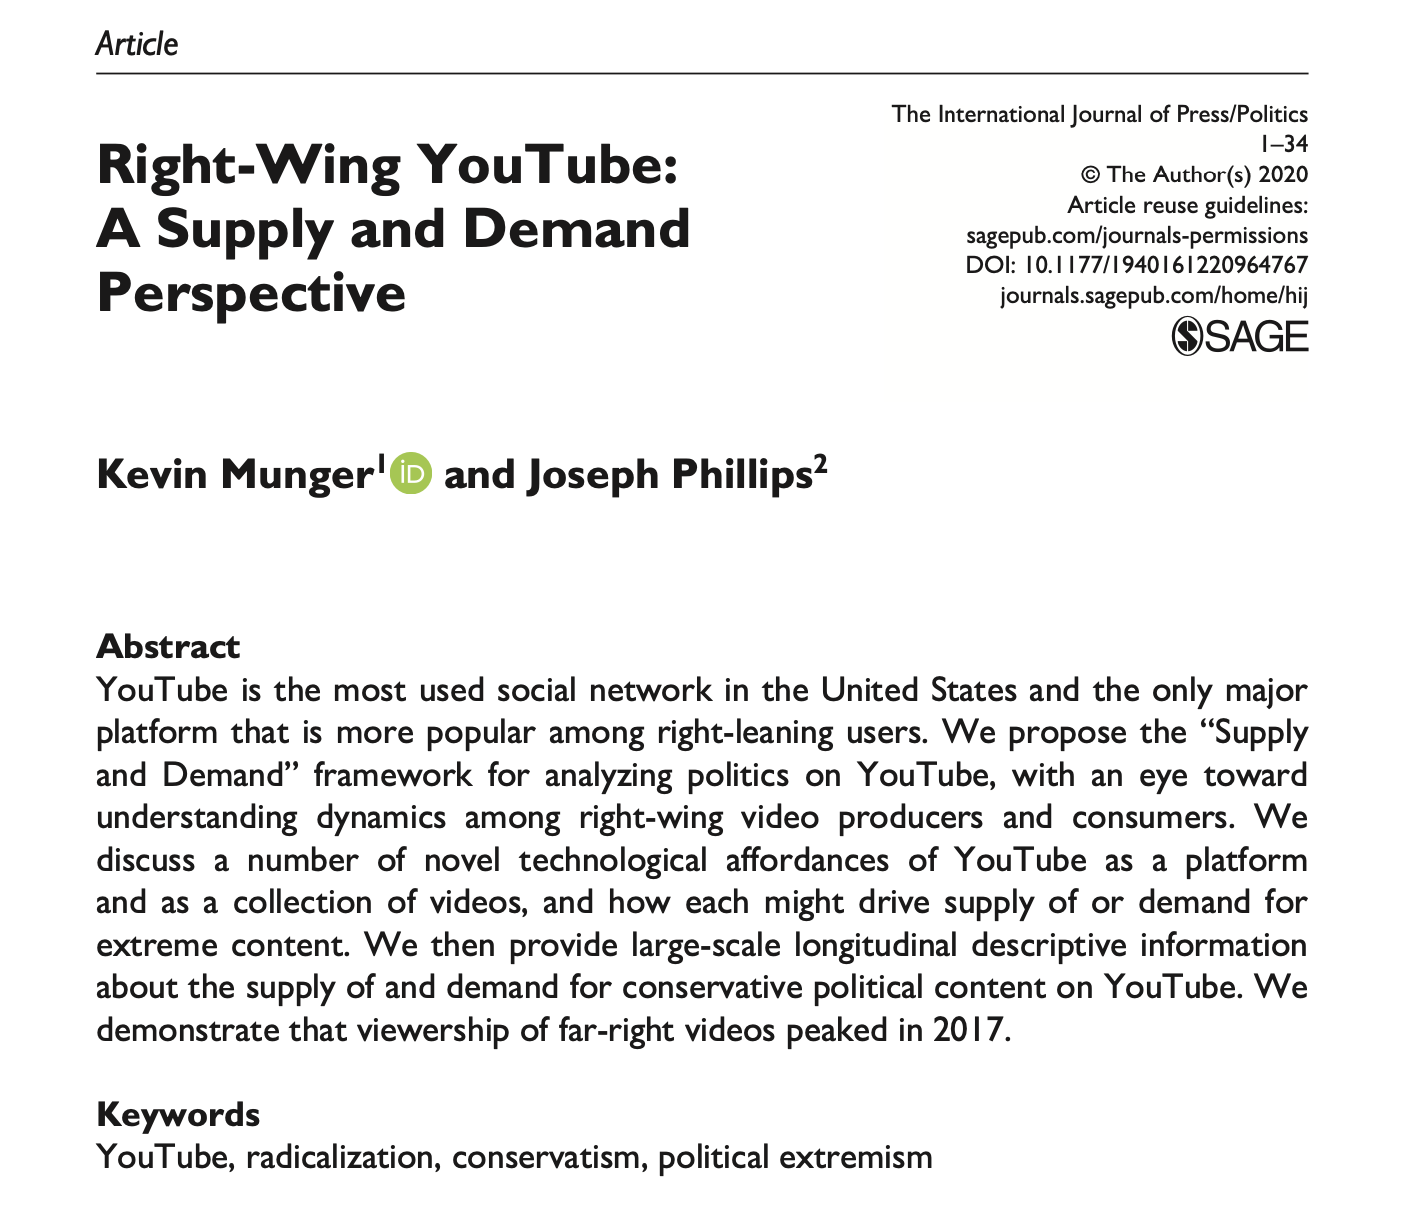 Article
The International Journal of Press/Politics
1–34
© The Author(s) 2020
Article reuse guidelines:
sagepub.com/journals-permissions
DOI: 10.1177/1940161220964767
journals.sagepub.com/home/hij
SAGE
Right-Wing YouTube:
A Supply and Demand
Perspective
Kevin Munger1 iD and Joseph Phillips2
Abstract
YouTube is the most used social network in the United States and the only major
platform that is more popular among right-leaning users. We propose the “Supply
and Demand” framework for analyzing politics on YouTube, with an eye toward
understanding dynamics among right-wing video producers and consumers. We
discuss a number of novel technological affordances of YouTube as a platform
and as a collection of videos, and how each might drive supply of or demand for
extreme content. We then provide large-scale longitudinal descriptive information
about the supply of and demand for conservative political content on YouTube. We
demonstrate that viewership of far-right videos peaked in 2017.
Keywords
YouTube, radicalization, conservatism, political extremism